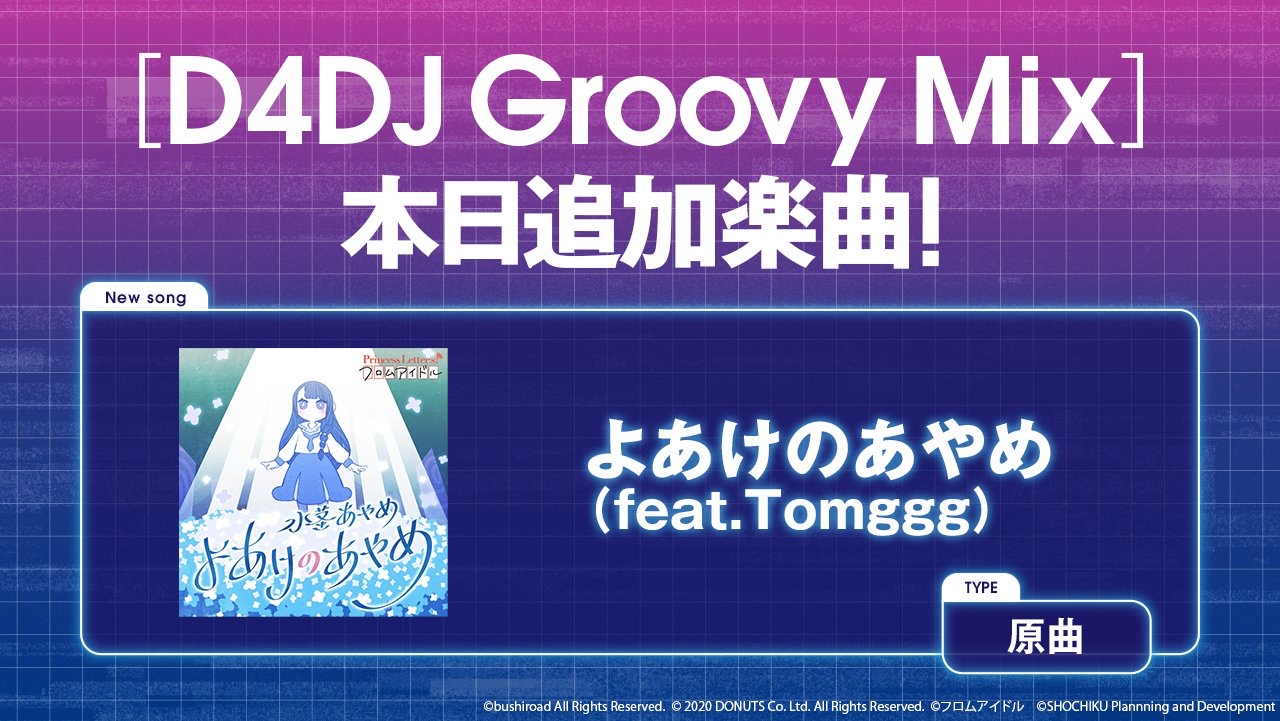 [D4DJ Groovy Mix]
本日追加楽曲!
New song
Princess Letter(s)!
フロムアイドル
水茎あやめ
よあけのあやめ
よあけのあやめ
(feat.Tomggg)
TYPE
原曲
©bushiroad All Rights Reserved. © 2020 DONUTS Co. Ltd. All Rights Reserved. ©フロムアイドル ©SHOCHIKU Plannning and Development